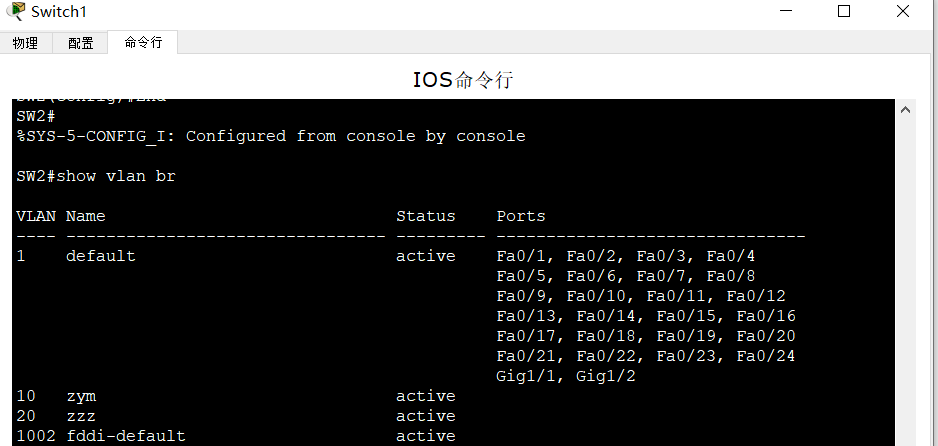 Switch1
物理 配置 命令行
IOS命令行
SW2(config)#end
SW2#
%SYS-5-CONFIG_I: Configured from console by console
SW2#show vlan br
VLAN Name Status Ports
---- -------------------------------- --------- -------------------------------
1 default active Fa0/1, Fa0/2, Fa0/3, Fa0/4
Fa0/5, Fa0/6, Fa0/7, Fa0/8
Fa0/9, Fa0/10, Fa0/11, Fa0/12
Fa0/13, Fa0/14, Fa0/15, Fa0/16
Fa0/17, Fa0/18, Fa0/19, Fa0/20
Fa0/21, Fa0/22, Fa0/23, Fa0/24
Gig1/1, Gig1/2
10 zym active
20 zzz active
1002 fddi-default active